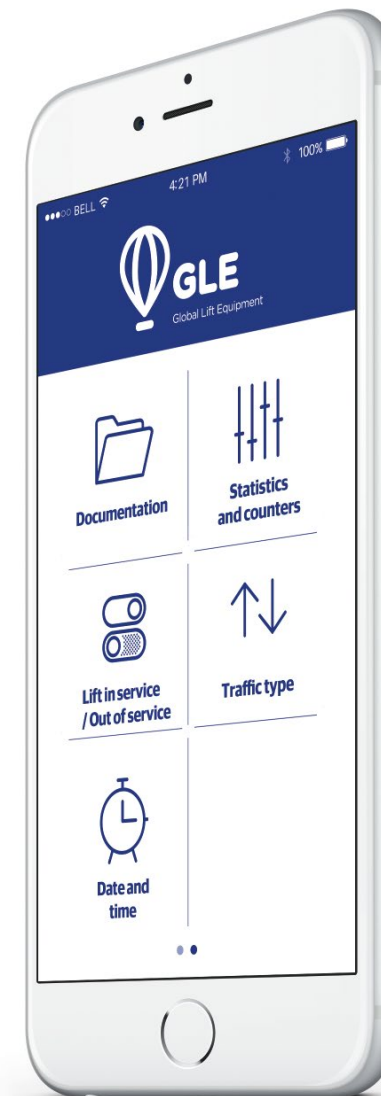 BELL
4:21 PM
100%
GLE
Global Lift Equipment
Documentation
Statistics
and counters
Lift in service
/ Out of service
Traffic type
Date and
time